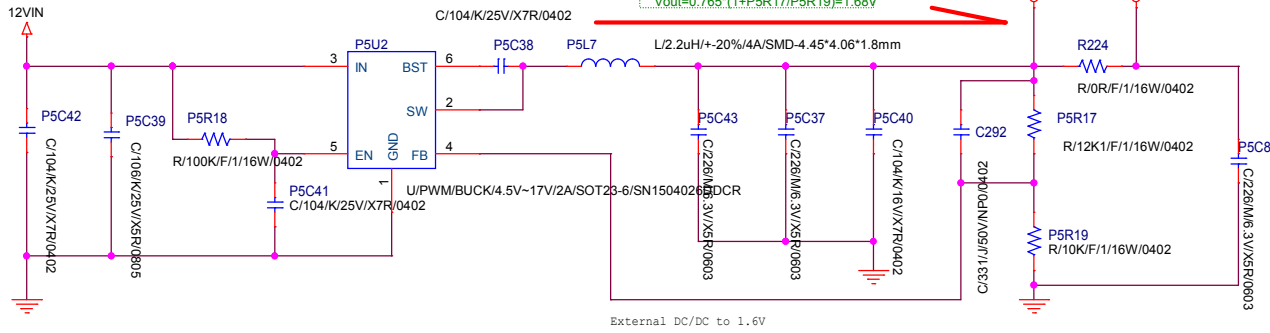 Vout=0.765*(1+P5R17/P5R19)=1.68V
12VIN
C/104/K/25V/X7R/0402
P5U2
P5C38
P5L7
L/2.2uH/+-20%/4A/SMD-4.45*4.06*1.8mm
R224
R/0R/F/1/16W/0402
3
IN
BST
6
SW
2
5
EN
GND
FB
4
1
P5C42
C/104/K/25V/X7R/0402
P5C39
C/106/K/25V/X5R/0805
P5R18
R/100K/F/1/16W/0402
P5C41
C/104/K/25V/X7R/0402
U/PWM/BUCK/4.5V~17V/2A/SOT23-6/SN1504026DDCR
P5C43
C/226/M/6.3V/X5R/0603
P5C37
C/226/M/6.3V/X5R/0603
P5C40
C/104/K/16V/X7R/0402
C292
C/331/J/50V/NPO/0402
P5R17
R/12K1/F/1/16W/0402
P5R19
R/10K/F/1/16W/0402
P5C8
C/226/M/6.3V/X5R/0603
External DC/DC to 1.6V